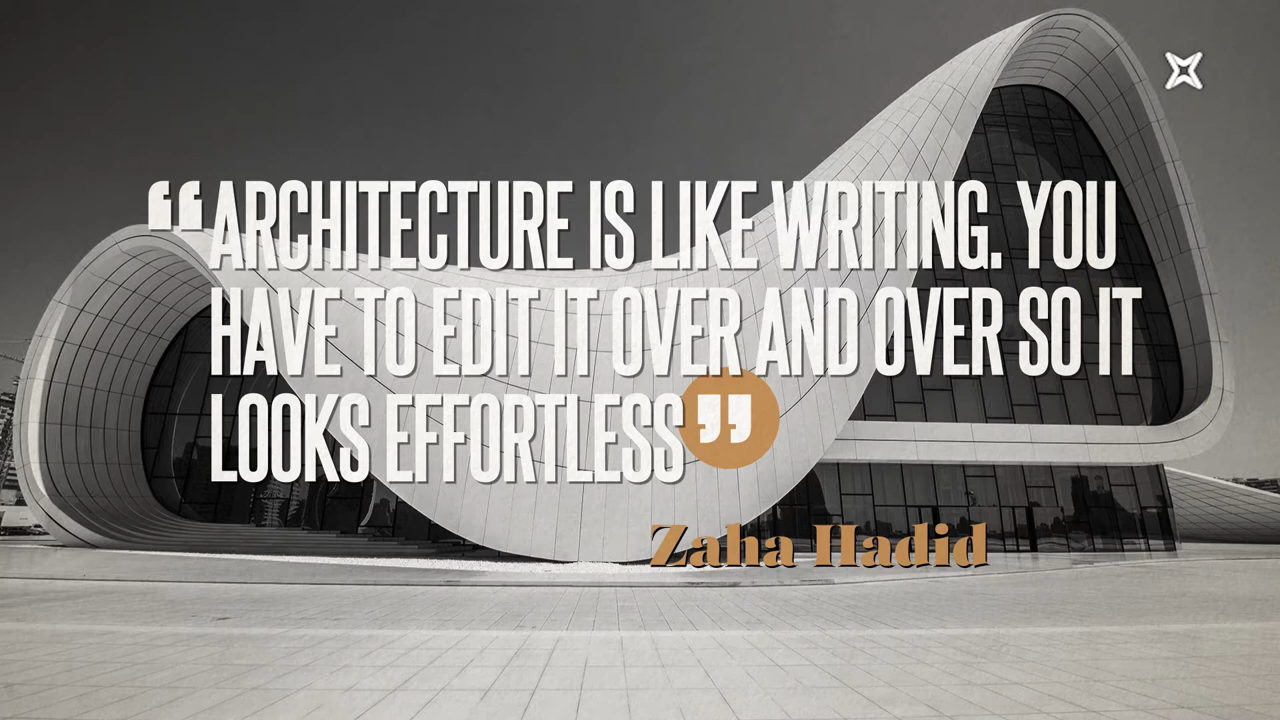 “ARCHITECTURE IS LIKE WRITING. YOU
HAVE TO EDIT IT OVER AND OVER SO IT
LOOKS EFFORTLESS”
Zaha Hadid